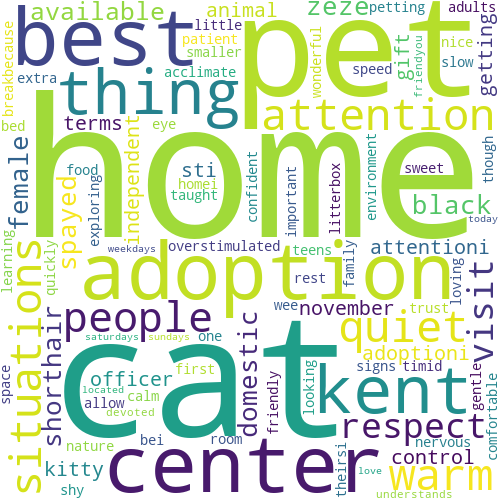 available
animal
zeze
petting
adults
best
pet
little
patient
smaller
wonderful
gift
friendyou
nice
getting
breakbecause
extra
thing
acclimate
speed
slow
bed
terms
attention
female
spayed
independent
eye
sti
food
homei
taught
exploring
confident
important
litterbox
environment
sweet
black
though
home
today
learning
quickly
weekdays
overstimulated
teens
family
attentioni
rest
loving
adoption
situations
people
wee
november
trust
visit
quiet
saturdays
sundays
one
adoptioni
shorthair
cat
officer
first
domestic
looking
signs
timid
space
located
allow
calm
devoted
friendly
kent
gentle
comfortable
nature
bei
room
respect
nervous
kitty
center
theirsi
control
shy
love
warm
understands